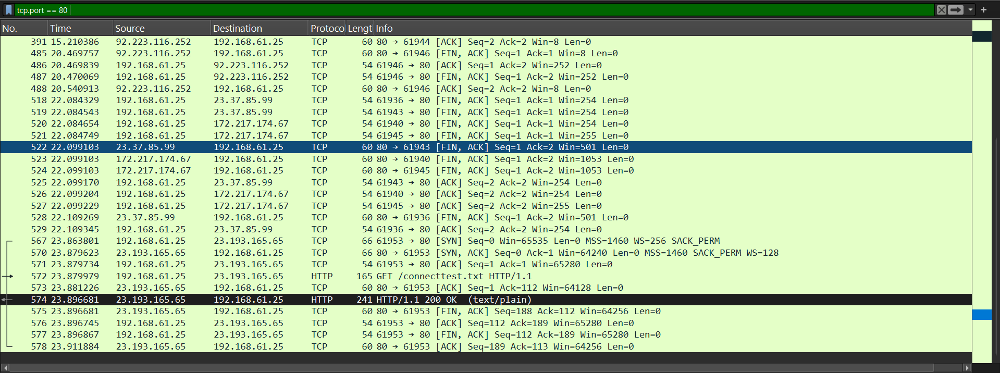 tcp.port == 80
No. Time Source Destination Protoco Lengt Info
391 15.210386 92.223.116.252 192.168.61.25 TCP 60 80 → 61944 [ACK] Seq=2 Ack=2 Win=8 Len=0
485 20.469757 92.223.116.252 192.168.61.25 TCP 60 80 → 61946 [FIN, ACK] Seq=1 Ack=1 Win=8 Len=0
486 20.469839 192.168.61.25 92.223.116.252 TCP 54 61946 → 80 [ACK] Seq=1 Ack=2 Win=252 Len=0
487 20.470069 192.168.61.25 92.223.116.252 TCP 54 61946 → 80 [FIN, ACK] Seq=1 Ack=2 Win=252 Len=0
488 20.540913 92.223.116.252 192.168.61.25 TCP 60 80 → 61946 [ACK] Seq=2 Ack=2 Win=8 Len=0
518 22.084329 192.168.61.25 23.37.85.99 TCP 54 61936 → 80 [FIN, ACK] Seq=1 Ack=1 Win=254 Len=0
519 22.084543 192.168.61.25 23.37.85.99 TCP 54 61943 → 80 [FIN, ACK] Seq=1 Ack=1 Win=254 Len=0
520 22.084654 192.168.61.25 172.217.174.67 TCP 54 61940 → 80 [FIN, ACK] Seq=1 Ack=1 Win=254 Len=0
521 22.084749 192.168.61.25 172.217.174.67 TCP 54 61945 → 80 [FIN, ACK] Seq=1 Ack=1 Win=255 Len=0
522 22.099103 23.37.85.99 192.168.61.25 TCP 60 80 → 61943 [FIN, ACK] Seq=1 Ack=2 Win=501 Len=0
523 22.099103 172.217.174.67 192.168.61.25 TCP 60 80 → 61940 [FIN, ACK] Seq=1 Ack=2 Win=1053 Len=0
524 22.099103 172.217.174.67 192.168.61.25 TCP 60 80 → 61945 [FIN, ACK] Seq=1 Ack=2 Win=1053 Len=0
525 22.099170 192.168.61.25 23.37.85.99 TCP 54 61943 → 80 [ACK] Seq=2 Ack=2 Win=254 Len=0
526 22.099204 192.168.61.25 172.217.174.67 TCP 54 61940 → 80 [ACK] Seq=2 Ack=2 Win=254 Len=0
527 22.099229 192.168.61.25 172.217.174.67 TCP 54 61945 → 80 [ACK] Seq=2 Ack=2 Win=255 Len=0
528 22.109269 23.37.85.99 192.168.61.25 TCP 60 80 → 61936 [FIN, ACK] Seq=1 Ack=2 Win=501 Len=0
529 22.109345 192.168.61.25 23.37.85.99 TCP 54 61936 → 80 [ACK] Seq=2 Ack=2 Win=254 Len=0
567 23.863801 192.168.61.25 23.193.165.65 TCP 66 61953 → 80 [SYN] Seq=0 Win=65535 Len=0 MSS=1460 WS=256 SACK_PERM
570 23.879623 23.193.165.65 192.168.61.25 TCP 66 80 → 61953 [SYN, ACK] Seq=0 Ack=1 Win=64240 Len=0 MSS=1460 SACK_PERM WS=128
571 23.879734 192.168.61.25 23.193.165.65 TCP 54 61953 → 80 [ACK] Seq=1 Ack=1 Win=65280 Len=0
572 23.879979 192.168.61.25 23.193.165.65 HTTP 165 GET /connecttest.txt HTTP/1.1
573 23.881226 23.193.165.65 192.168.61.25 TCP 60 80 → 61953 [ACK] Seq=1 Ack=112 Win=64128 Len=0
574 23.896681 23.193.165.65 192.168.61.25 HTTP 241 HTTP/1.1 200 OK (text/plain)
575 23.896681 23.193.165.65 192.168.61.25 TCP 60 80 → 61953 [FIN, ACK] Seq=188 Ack=112 Win=64256 Len=0
576 23.896745 192.168.61.25 23.193.165.65 TCP 54 61953 → 80 [ACK] Seq=112 Ack=189 Win=65280 Len=0
577 23.896867 192.168.61.25 23.193.165.65 TCP 54 61953 → 80 [FIN, ACK] Seq=112 Ack=189 Win=65280 Len=0
578 23.911884 23.193.165.65 192.168.61.25 TCP 60 80 → 61953 [ACK] Seq=189 Ack=113 Win=64256 Len=0